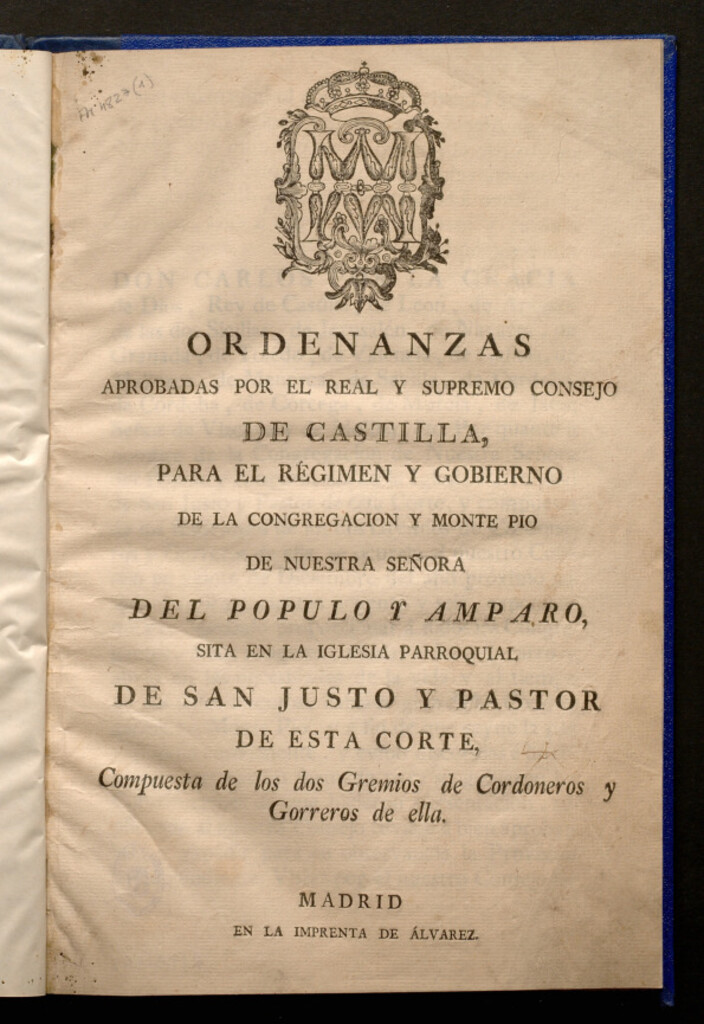 ORDENANZAS
APROBADAS POR EL REAL Y SUPREMO CONSEJO
DE CASTILLA,
PARA EL RÉGIMEN Y GOBIERNO
DE LA CONGREGACION Y MONTE PIO
DE NUESTRA SEÑORA
DEL POPULO Y AMPARO,
SITA EN LA IGLESIA PARROQUIAL
DE SAN JUSTO Y PASTOR
DE ESTA CORTE,
Compuesta de los dos Gremios de Cordoneros y
Gorreros de ella.
MADRID
EN LA IMPRENTA DE ÁLVAREZ.